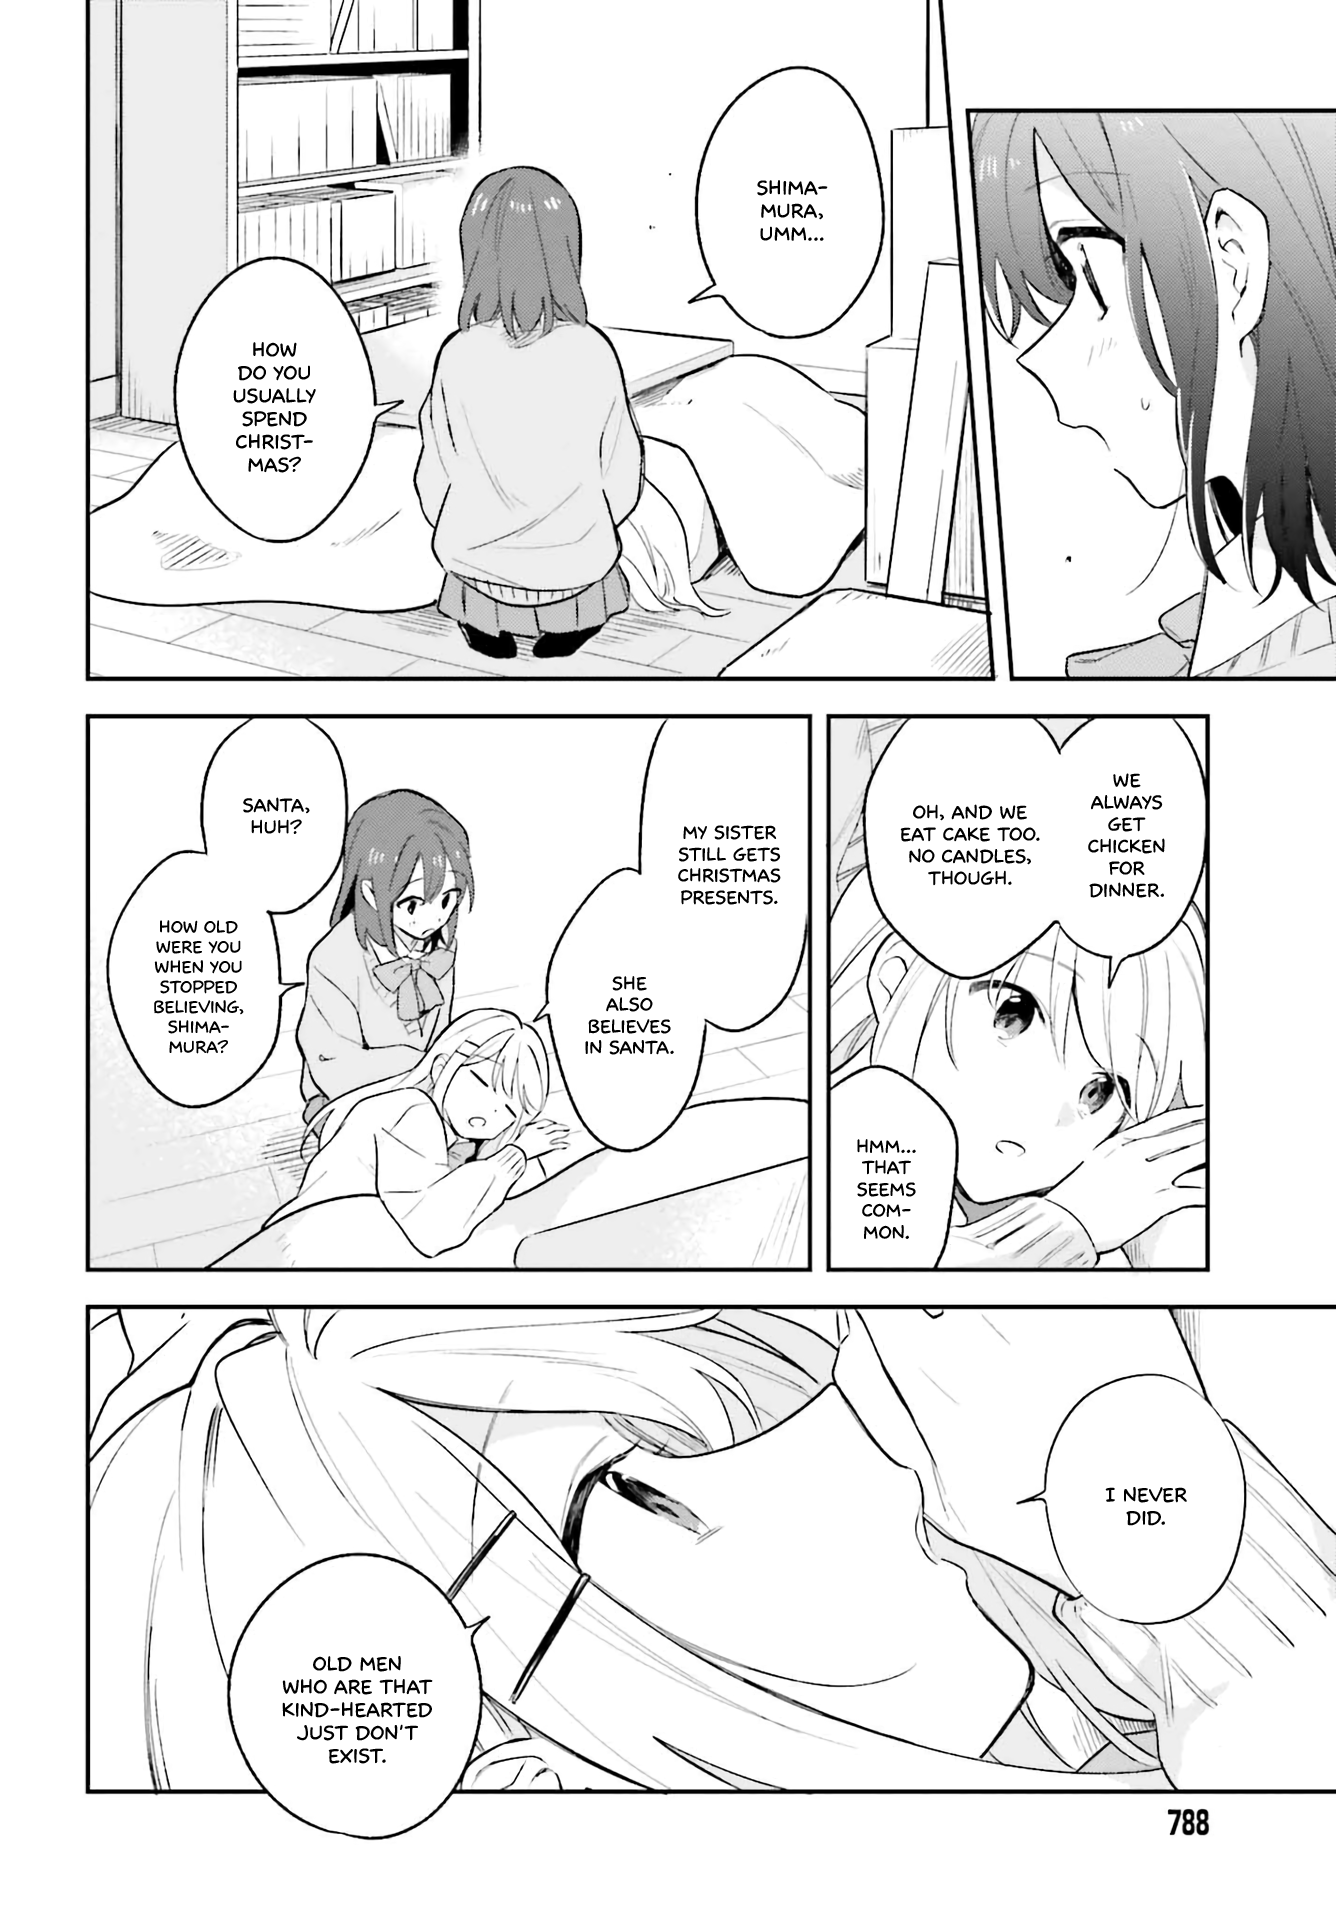 SHIMA-
MURA,
UMM...
HOW
DO YOU
USUALLY
SPEND
CHRIST-
MAS?
WE
ALWAYS
GET
CHICKEN
FOR
DINNER.
OH, AND WE
EAT CAKE TOO.
NO CANDLES,
THOUGH.
HMM...
THAT
SEEMS
COM-
MON.
MY SISTER
STILL GETS
CHRISTMAS
PRESENTS.
SHE
ALSO
BELIEVES
IN SANTA.
SANTA,
HUH?
HOW OLD
WERE YOU
WHEN YOU
STOPPED
BELIEVING,
SHIMA-
MURA?
I NEVER
DID.
OLD MEN
WHO ARE THAT
KIND-HEARTED
JUST DON'T
EXIST.
788